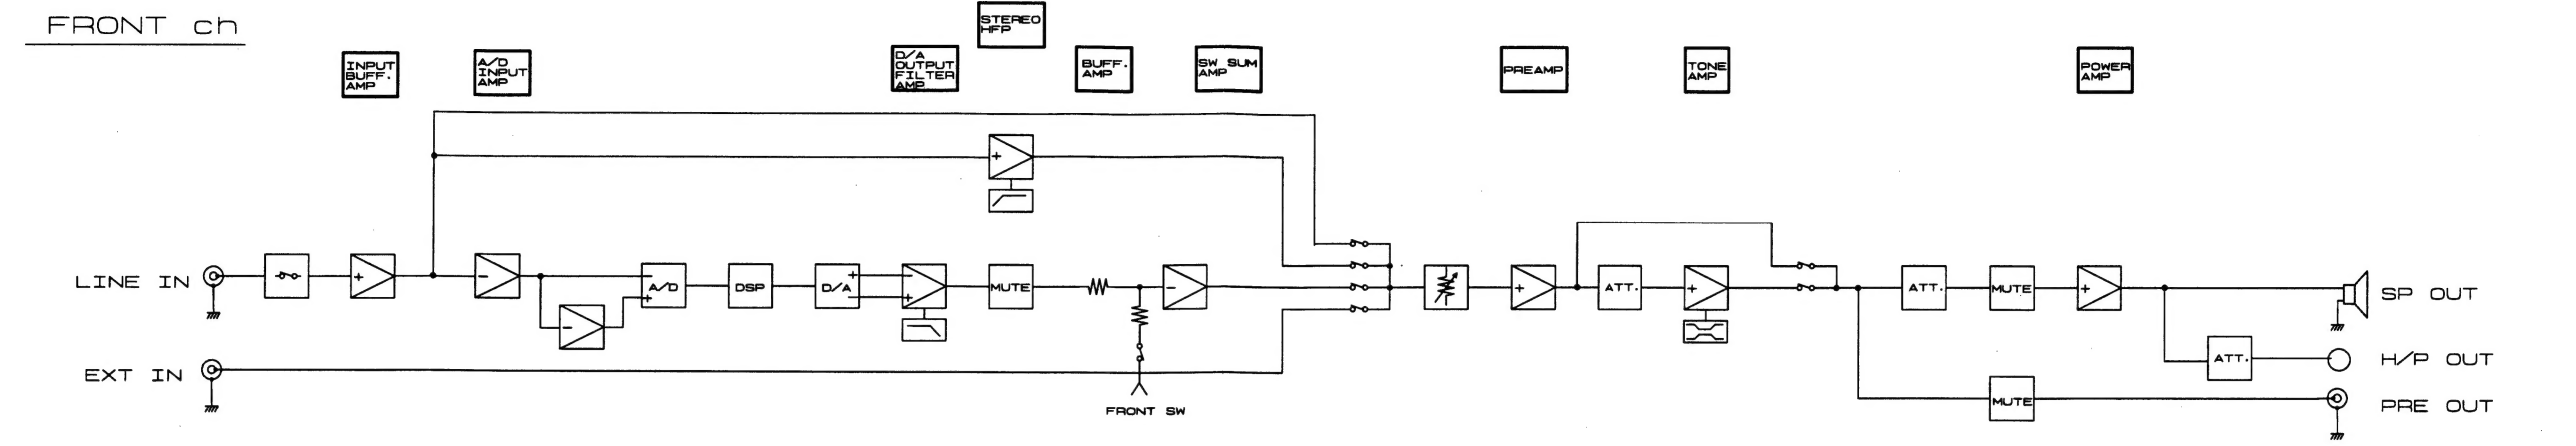 FRONT ch
STEREO
HFP
INPUT
BUFF.
AMP
A/D
INPUT
AMP
D/A
OUTPUT
FILTER
AMP
BUFF.
AMP
SW SUM
AMP
PREAMP
TONE
AMP
POWER
AMP
+
LINE IN
+
-
-
+
A/D
-
DSP
D/A
+
-
+
MUTE
-
+
ATT.
+
ATT.
MUTE
+
SP OUT
ATT.
H/P OUT
EXT IN
FRONT SW
MUTE
PRE OUT